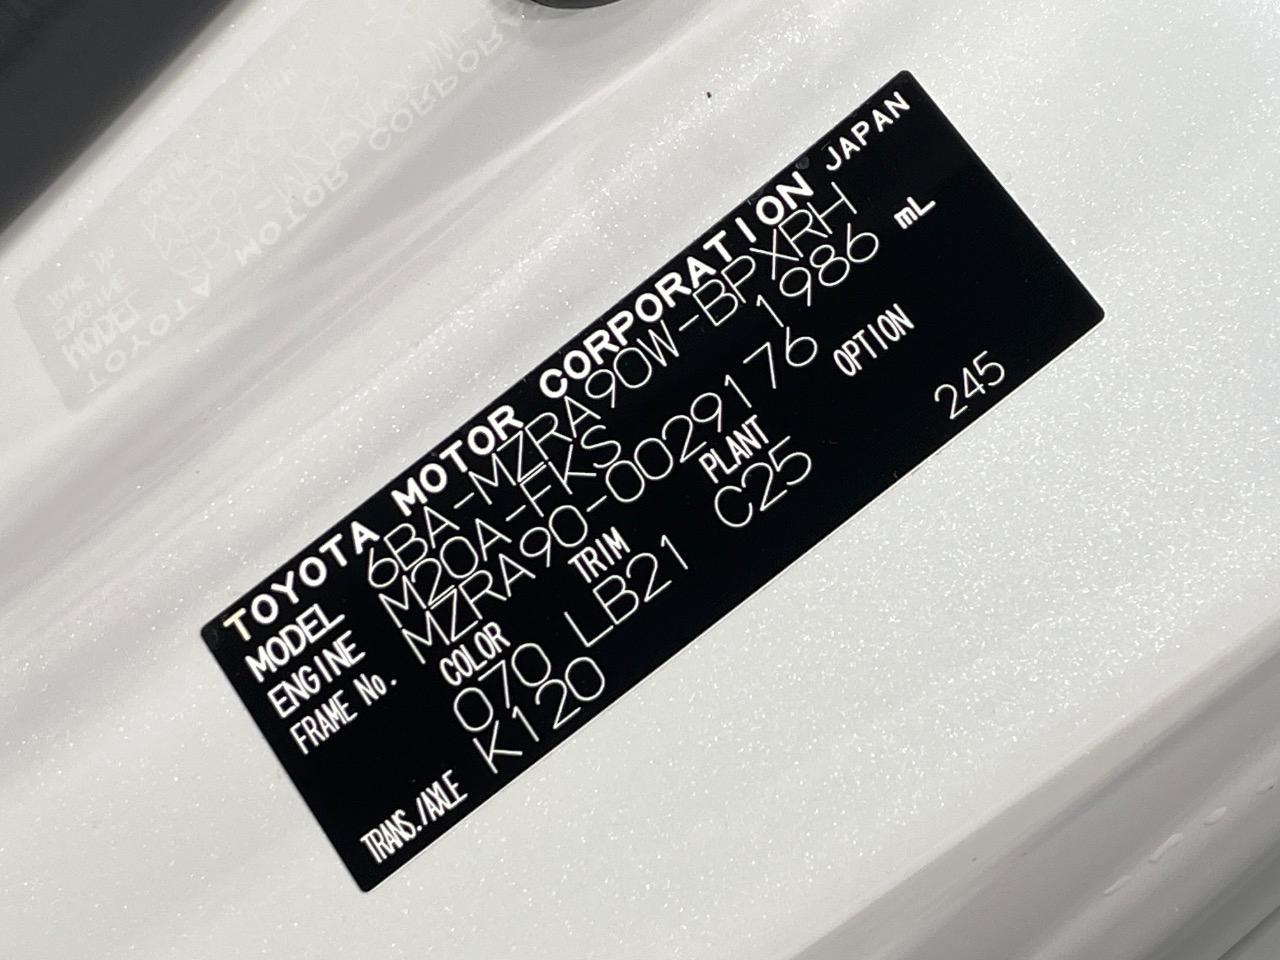 TOYOTA MOTOR CORPORATION JAPAN
MODEL 6BA-MZRA90W-BPXRH
ENGINE M20A-FKS 1986 mL
FRAME No. MZRA90-0029176
COLOR TRIM PLANT OPTION
070 LB21 C25 245
TRANS./AXLE K120